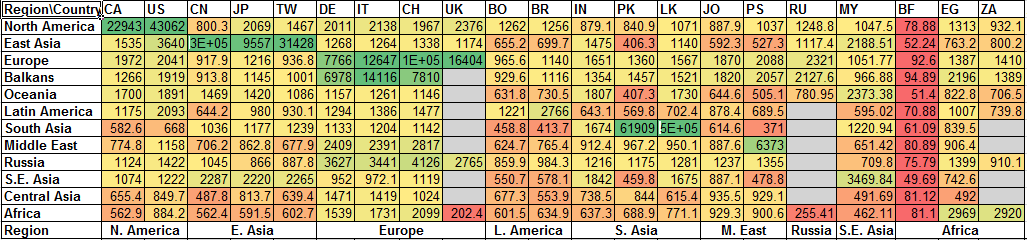 Region\Country CA US CN JP TW DE IT CH UK BO BR IN PK LK JO PS RU MY BF EG ZA
North America 22943 43062 800.3 2069 1467 2011 2138 1967 2376 1262 1256 879.1 840.9 1071 887.9 1037 1248.8 1047.5 78.88 1313 932.1
East Asia 1535 3640 3E+05 9557 31428 1268 1264 1338 1174 655.2 699.7 1475 406.3 1140 592.3 527.3 1117.4 2188.51 52.24 763.2 800.2
Europe 1972 2041 917.9 1216 936.8 7766 12647 1E+05 16404 965.6 1140 1651 1360 1567 1870 2088 2321 1051.77 92.6 1387 1410
Balkans 1266 1919 913.8 1145 1001 6978 14116 7810 929.6 1116 1354 1457 1521 1820 2057 2127.6 966.88 94.89 2196 1389
Oceania 1700 1891 1469 1420 1086 1157 1261 1146 631.8 730.5 1807 407.3 1730 644.6 505.1 780.95 2373.38 51.4 822.8 706.5
Latin America 1175 2093 644.2 980 930.1 1294 1386 1477 1221 2766 643.1 569.8 702.4 878.4 689.5 595.02 70.88 1007 739.8
South Asia 582.6 668 1036 1177 1239 1133 1204 1142 458.8 413.7 1674 61909 5E+05 614.6 371 1220.94 61.09 839.5
Middle East 774.8 1158 706.2 862.8 677.9 2409 2391 2817 624.7 765.4 912.4 967.2 950.1 887.6 6373 651.42 80.89 906.4
Russia 1124 1422 1045 866 887.8 3627 3441 4126 2765 859.9 984.3 1216 1175 1281 1237 1355 709.8 75.79 1399 910.1
S.E. Asia 1074 1222 2287 2220 2265 952 972.1 1119 550.7 578.1 1842 459.8 1675 887.1 478.8 3469.84 49.69 742.6
Central Asia 655.4 849.7 487.8 813.7 639.4 1471 1419 1024 677.3 553.9 738.5 844 615.4 935.5 929.1 491.69 81.12 492
Africa 562.9 884.2 562.4 591.5 602.7 1539 1731 2099 202.4 601.5 634.9 637.3 688.9 771.1 929.3 900.6 255.41 462.11 81.1 2969 2920
Region N. America E. Asia Europe L. America S. Asia M. East Russia S.E. Asia Africa